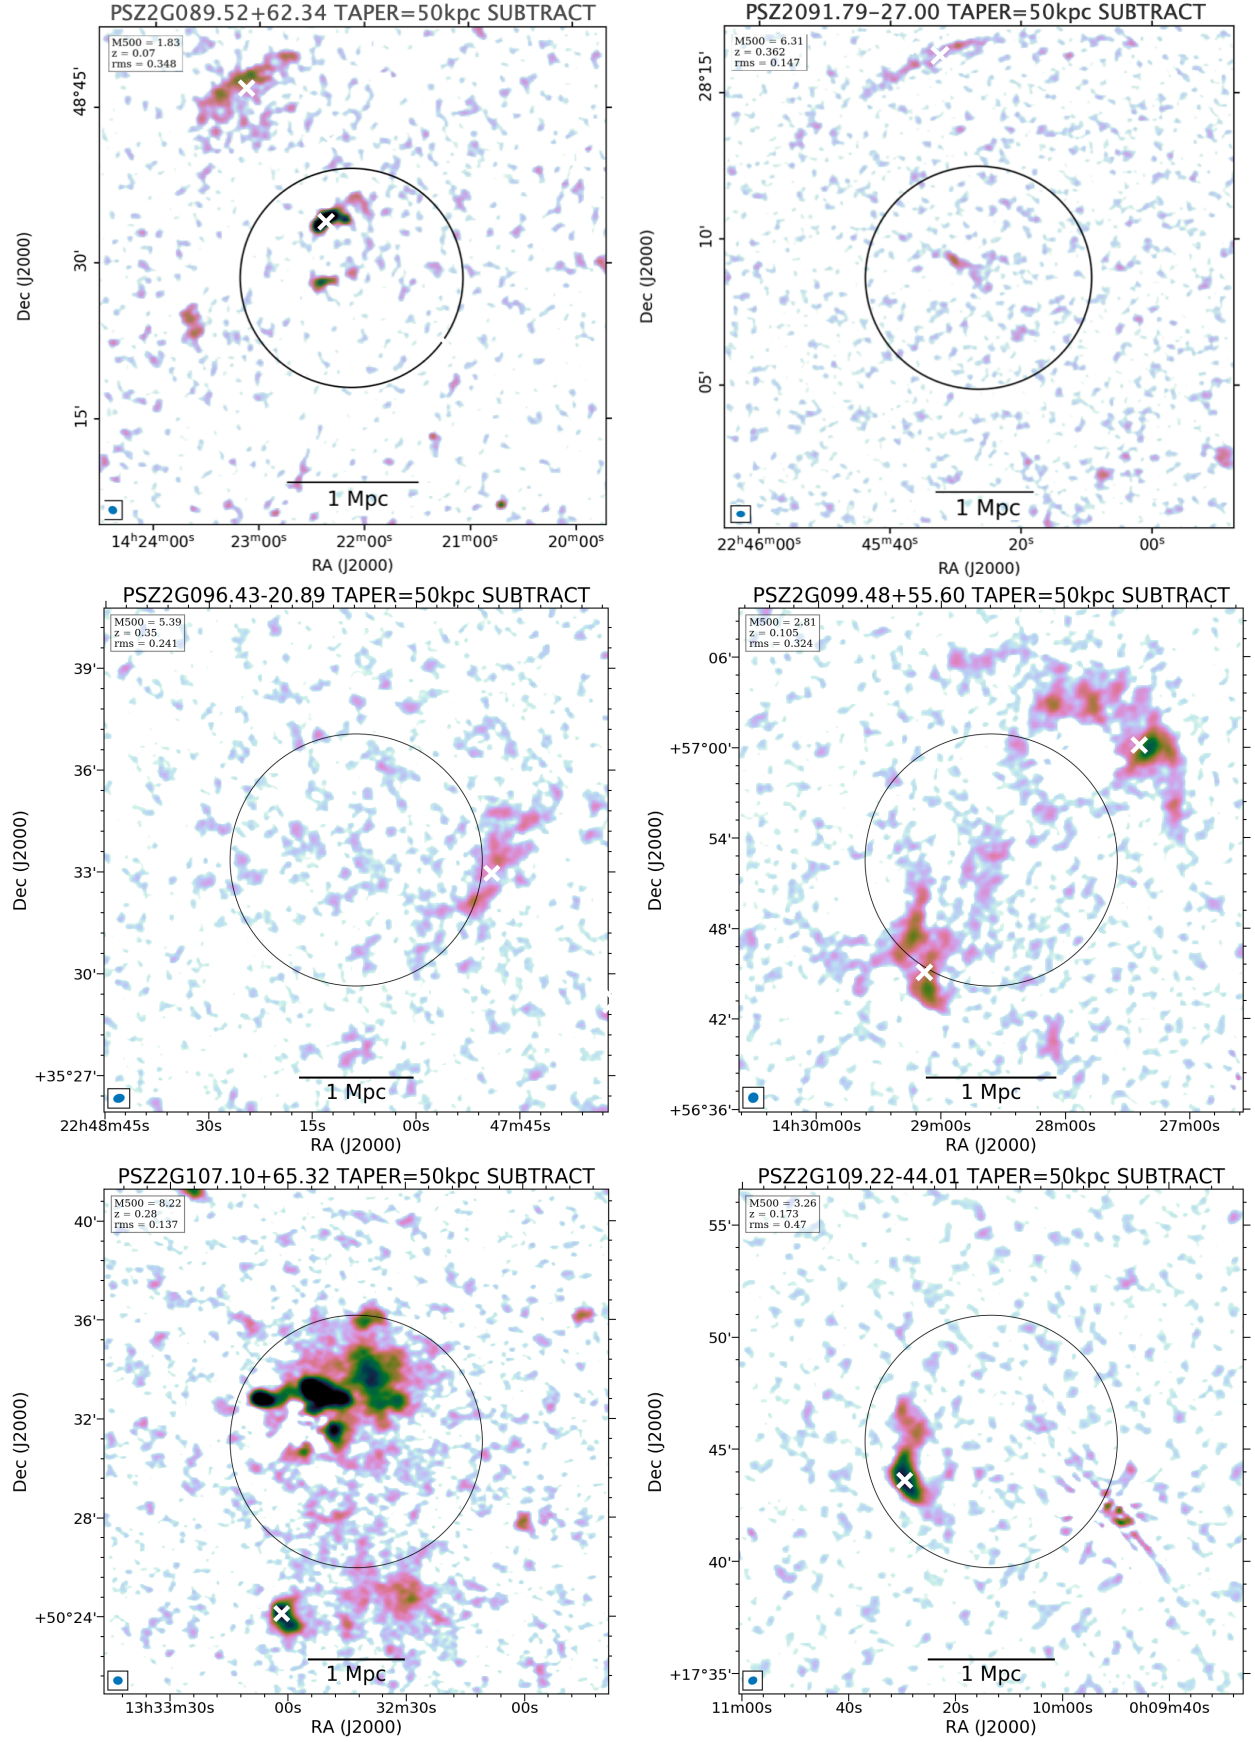 PSZ2G089.52+62.34 TAPER=50kpc SUBTRACT
M500 = 1.83
z = 0.07
rms = 0.348
48°45'
30'
15'
Dec (J2000)
1 Mpc
14ʰ24ᵐ00ˢ 23ᵐ00ˢ 22ᵐ00ˢ 21ᵐ00ˢ 20ᵐ00ˢ
RA (J2000)
PSZ2091.79−27.00 TAPER=50kpc SUBTRACT
M500 = 6.31
z = 0.362
rms = 0.147
28°15'
10'
05'
Dec (J2000)
1 Mpc
22ʰ46ᵐ00ˢ 45ᵐ40ˢ 20ˢ 00ˢ
RA (J2000)
PSZ2G096.43-20.89 TAPER=50kpc SUBTRACT
M500 = 5.39
z = 0.35
rms = 0.241
39'
36'
33'
30'
+35°27'
Dec (J2000)
1 Mpc
22h48m45s 30s 15s 00s 47m45s
RA (J2000)
PSZ2G099.48+55.60 TAPER=50kpc SUBTRACT
M500 = 2.81
z = 0.105
rms = 0.324
06'
+57°00'
54'
48'
42'
+56°36'
Dec (J2000)
1 Mpc
14h30m00s 29m00s 28m00s 27m00s
RA (J2000)
PSZ2G107.10+65.32 TAPER=50kpc SUBTRACT
M500 = 8.22
z = 0.28
rms = 0.137
40'
36'
32'
28'
+50°24'
Dec (J2000)
1 Mpc
13h33m30s 00s 32m30s 00s
RA (J2000)
PSZ2G109.22-44.01 TAPER=50kpc SUBTRACT
M500 = 3.26
z = 0.173
rms = 0.47
55'
50'
45'
40'
+17°35'
Dec (J2000)
1 Mpc
11m00s 40s 20s 10m00s 0h09m40s
RA (J2000)